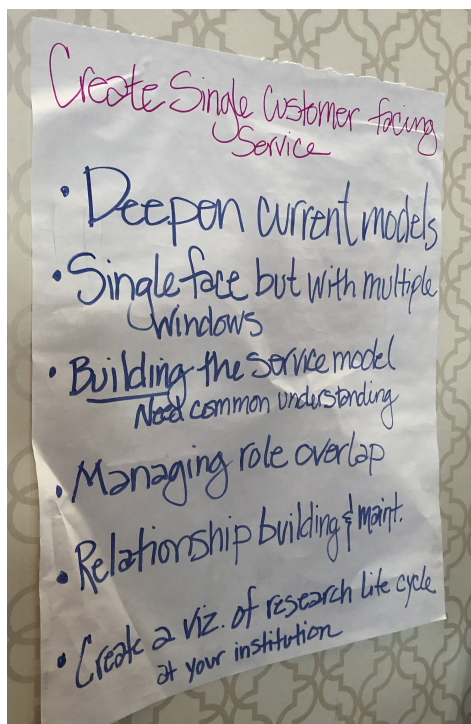 Create Single Customer facing
Service
• Deepen current models
• Single face but with multiple
Windows
• Building the service model
Need common understanding
• Managing role overlap
• Relationship building & maint.
• Create a viz. of research life cycle
at your institution